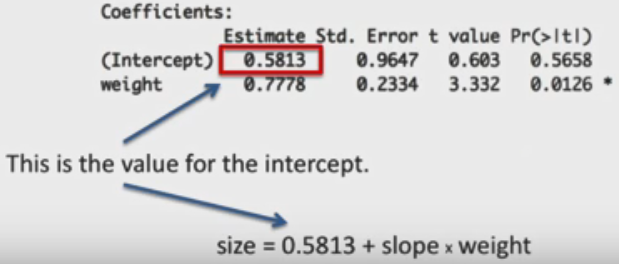 Coefficients:
Estimate Std. Error t value Pr(>|t|)
(Intercept) 0.5813 0.9647 0.603 0.5658
weight 0.7778 0.2334 3.332 0.0126 *
This is the value for the intercept.
size = 0.5813 + slope x weight